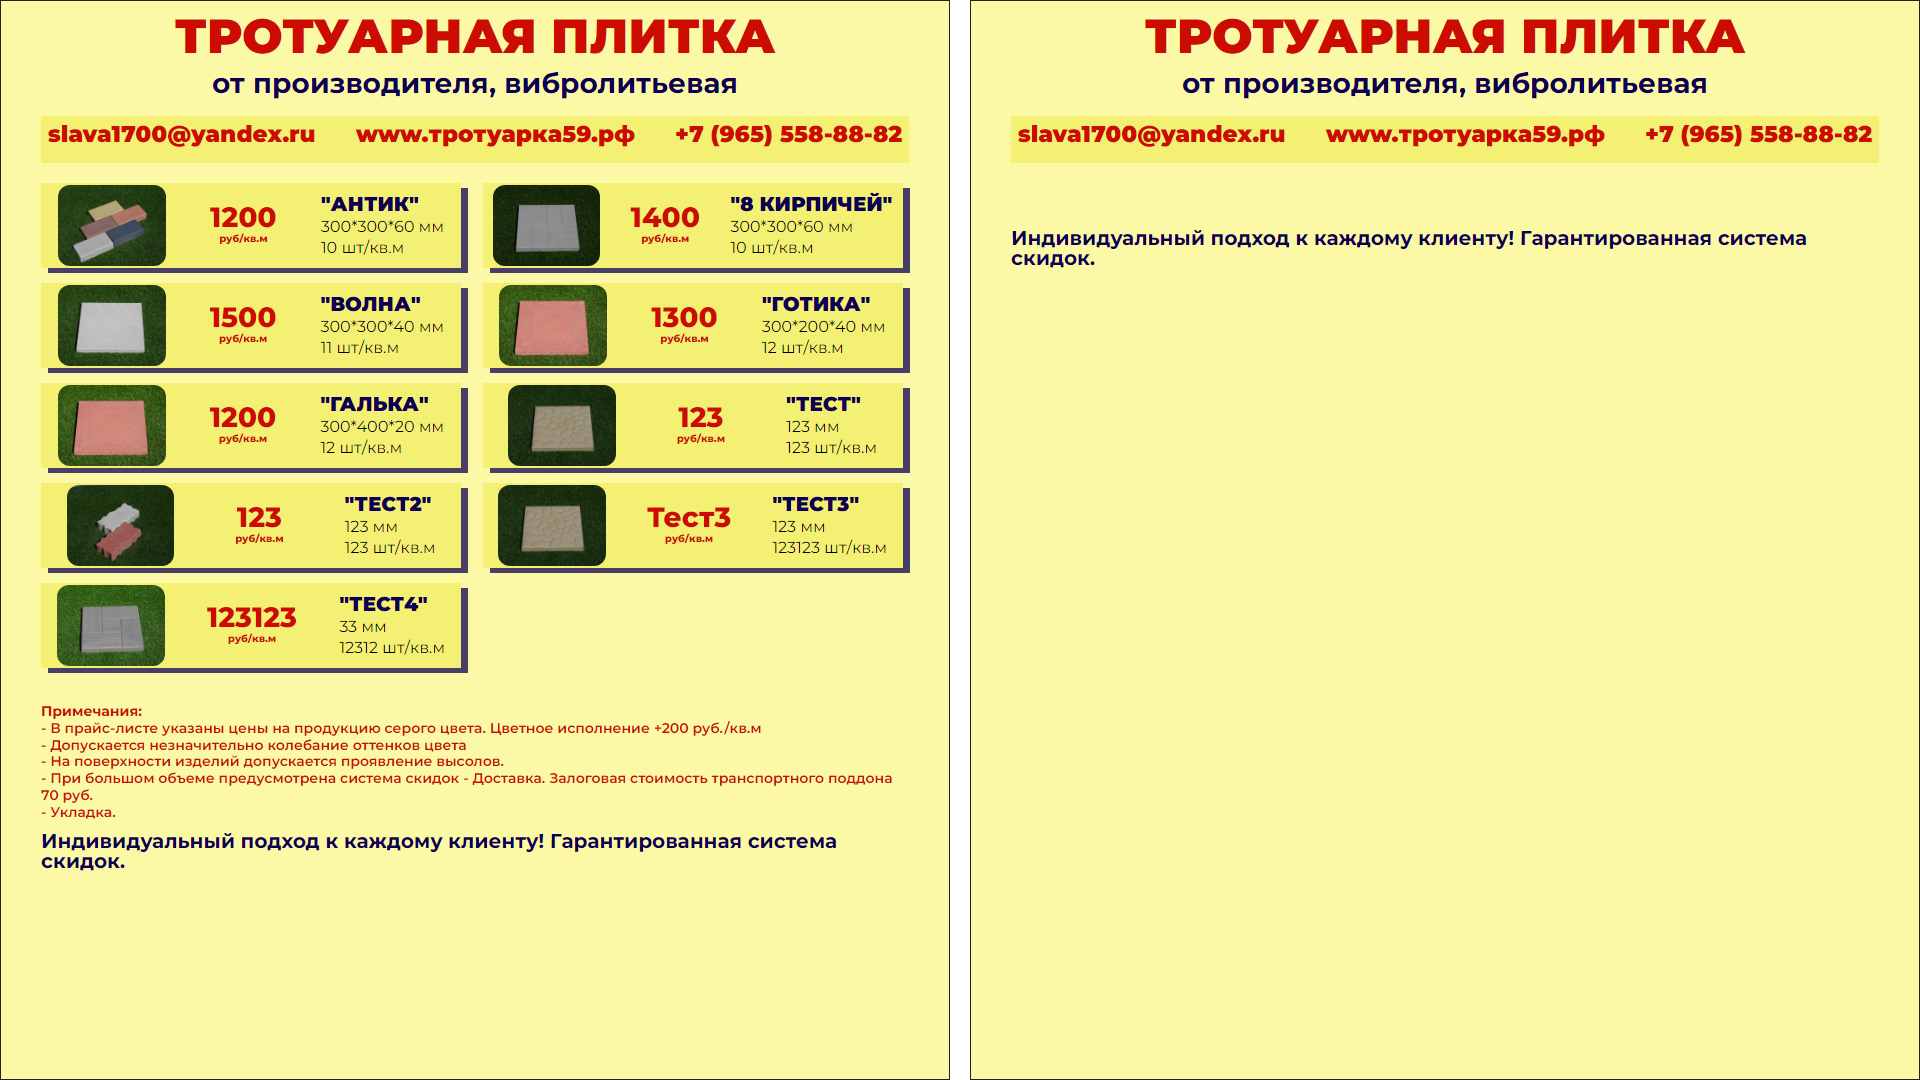 ТРОТУАРНАЯ ПЛИТКА
от производителя, вибролитьевая
slava1700@yandex.ru www.тротуарка59.рф +7 (965) 558-88-82
1200
руб/кв.м
"АНТИК"
300*300*60 мм
10 шт/кв.м
1400
руб/кв.м
"8 КИРПИЧЕЙ"
300*300*60 мм
10 шт/кв.м
1500
руб/кв.м
"ВОЛНА"
300*300*40 мм
11 шт/кв.м
1300
руб/кв.м
"ГОТИКА"
300*200*40 мм
12 шт/кв.м
1200
руб/кв.м
"ГАЛЬКА"
300*400*20 мм
12 шт/кв.м
123
руб/кв.м
"ТЕСТ"
123 мм
123 шт/кв.м
123
руб/кв.м
"ТЕСТ2"
123 мм
123 шт/кв.м
Тест3
руб/кв.м
"ТЕСТ3"
123 мм
123123 шт/кв.м
123123
руб/кв.м
"ТЕСТ4"
33 мм
12312 шт/кв.м
Примечания:
- В прайс-листе указаны цены на продукцию серого цвета. Цветное исполнение +200 руб./кв.м
- Допускается незначительно колебание оттенков цвета
- На поверхности изделий допускается проявление высолов.
- При большом объеме предусмотрена система скидок - Доставка. Залоговая стоимость транспортного поддона
70 руб.
- Укладка.
Индивидуальный подход к каждому клиенту! Гарантированная система
скидок.
ТРОТУАРНАЯ ПЛИТКА
от производителя, вибролитьевая
slava1700@yandex.ru www.тротуарка59.рф +7 (965) 558-88-82
Индивидуальный подход к каждому клиенту! Гарантированная система
скидок.